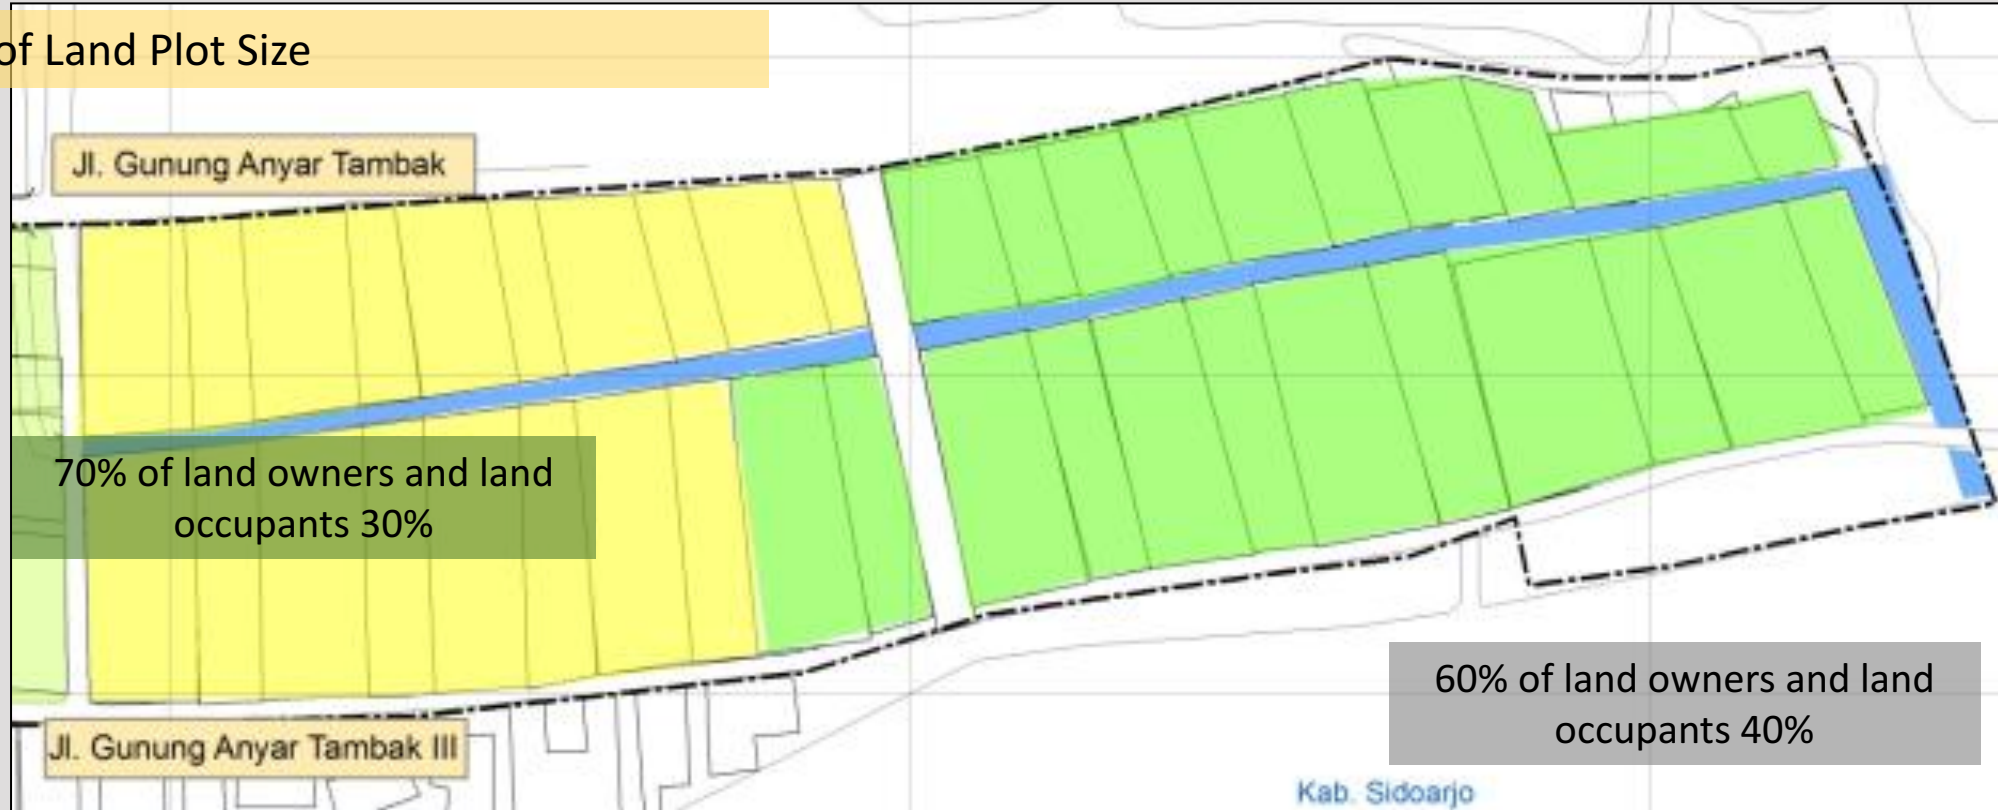 of Land Plot Size
Jl. Gunung Anyar Tambak
70% of land owners and land
occupants 30%
60% of land owners and land
occupants 40%
Jl. Gunung Anyar Tambak III
Kab. Sidoarjo